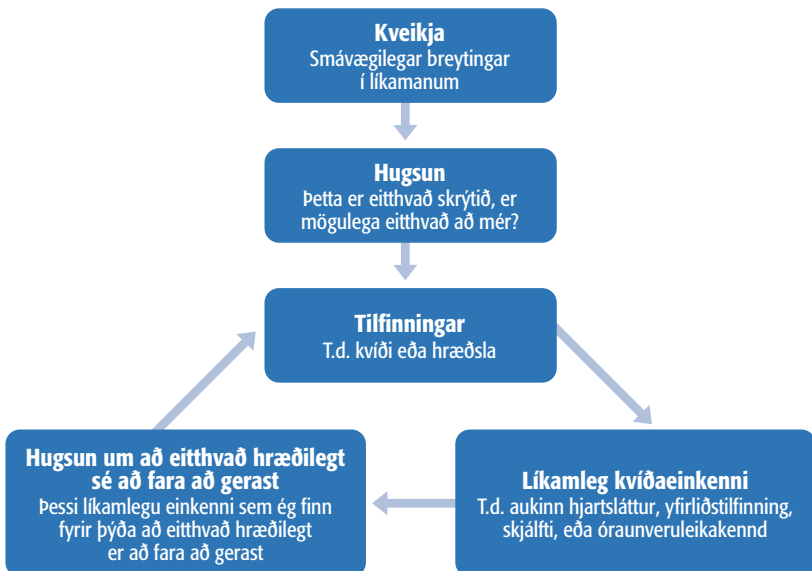 Kveikja
Smávægilegar breytingar
í líkamanum
Hugsun
Þetta er eitthvað skrýtið, er
mögulega eitthvað að mér?
Tilfinningar
T.d. kvíði eða hræðsla
Hugsun um að eitthvað hræðilegt
sé að fara að gerast
Þessi líkamlegu einkenni sem ég finn
fyrir þýða að eitthvað hræðilegt
er að fara að gerast
Líkamleg kvíðaeinkenni
T.d. aukinn hjartsláttur, yfirliðstilfinning,
skjálfti, eða óraunveruleikakennd